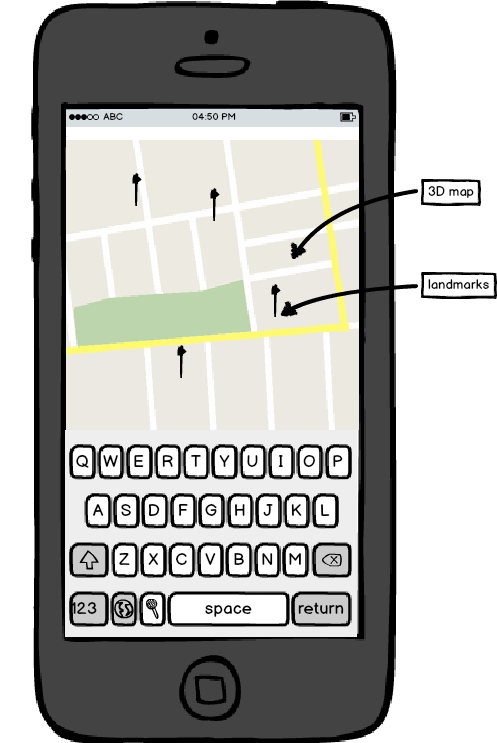 ABC 04:50 PM
3D map
landmarks
Q W E R T Y U I O P
A S D F G H J K L
Z X C V B N M
123 space return